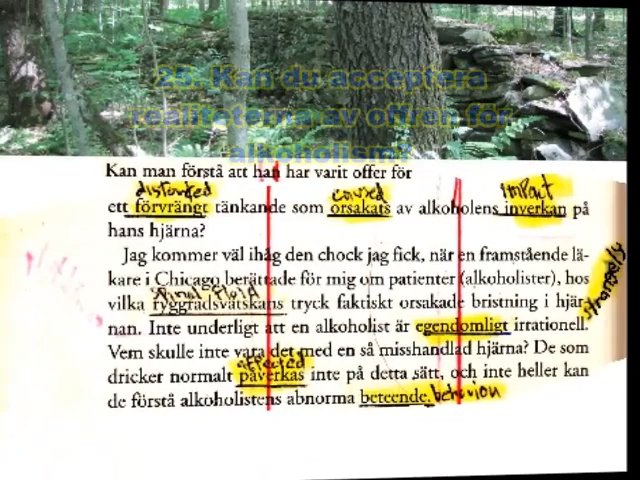 25. Kan du acceptera
realiteterna av offren för
alkoholism?
Kan man förstå att han har varit offer för
distorted caused impact
ett förvrängt tänkande som orsakats av alkoholens inverkan på
hans hjärna?
Jag kommer väl ihåg den chock jag fick, när en framstående lä-
kare i Chicago berättade för mig om patienter (alkoholister), hos
spinal fluid
vilka ryggradsvätskans tryck faktiskt orsakade bristning i hjär-
nan. Inte underligt att en alkoholist är egendomligt irrationell.
strangely
Vem skulle inte vara det med en så misshandlad hjärna? De som
affected
dricker normalt påverkas inte på detta sätt, och inte heller kan
de förstå alkoholistens abnorma beteende. behavior